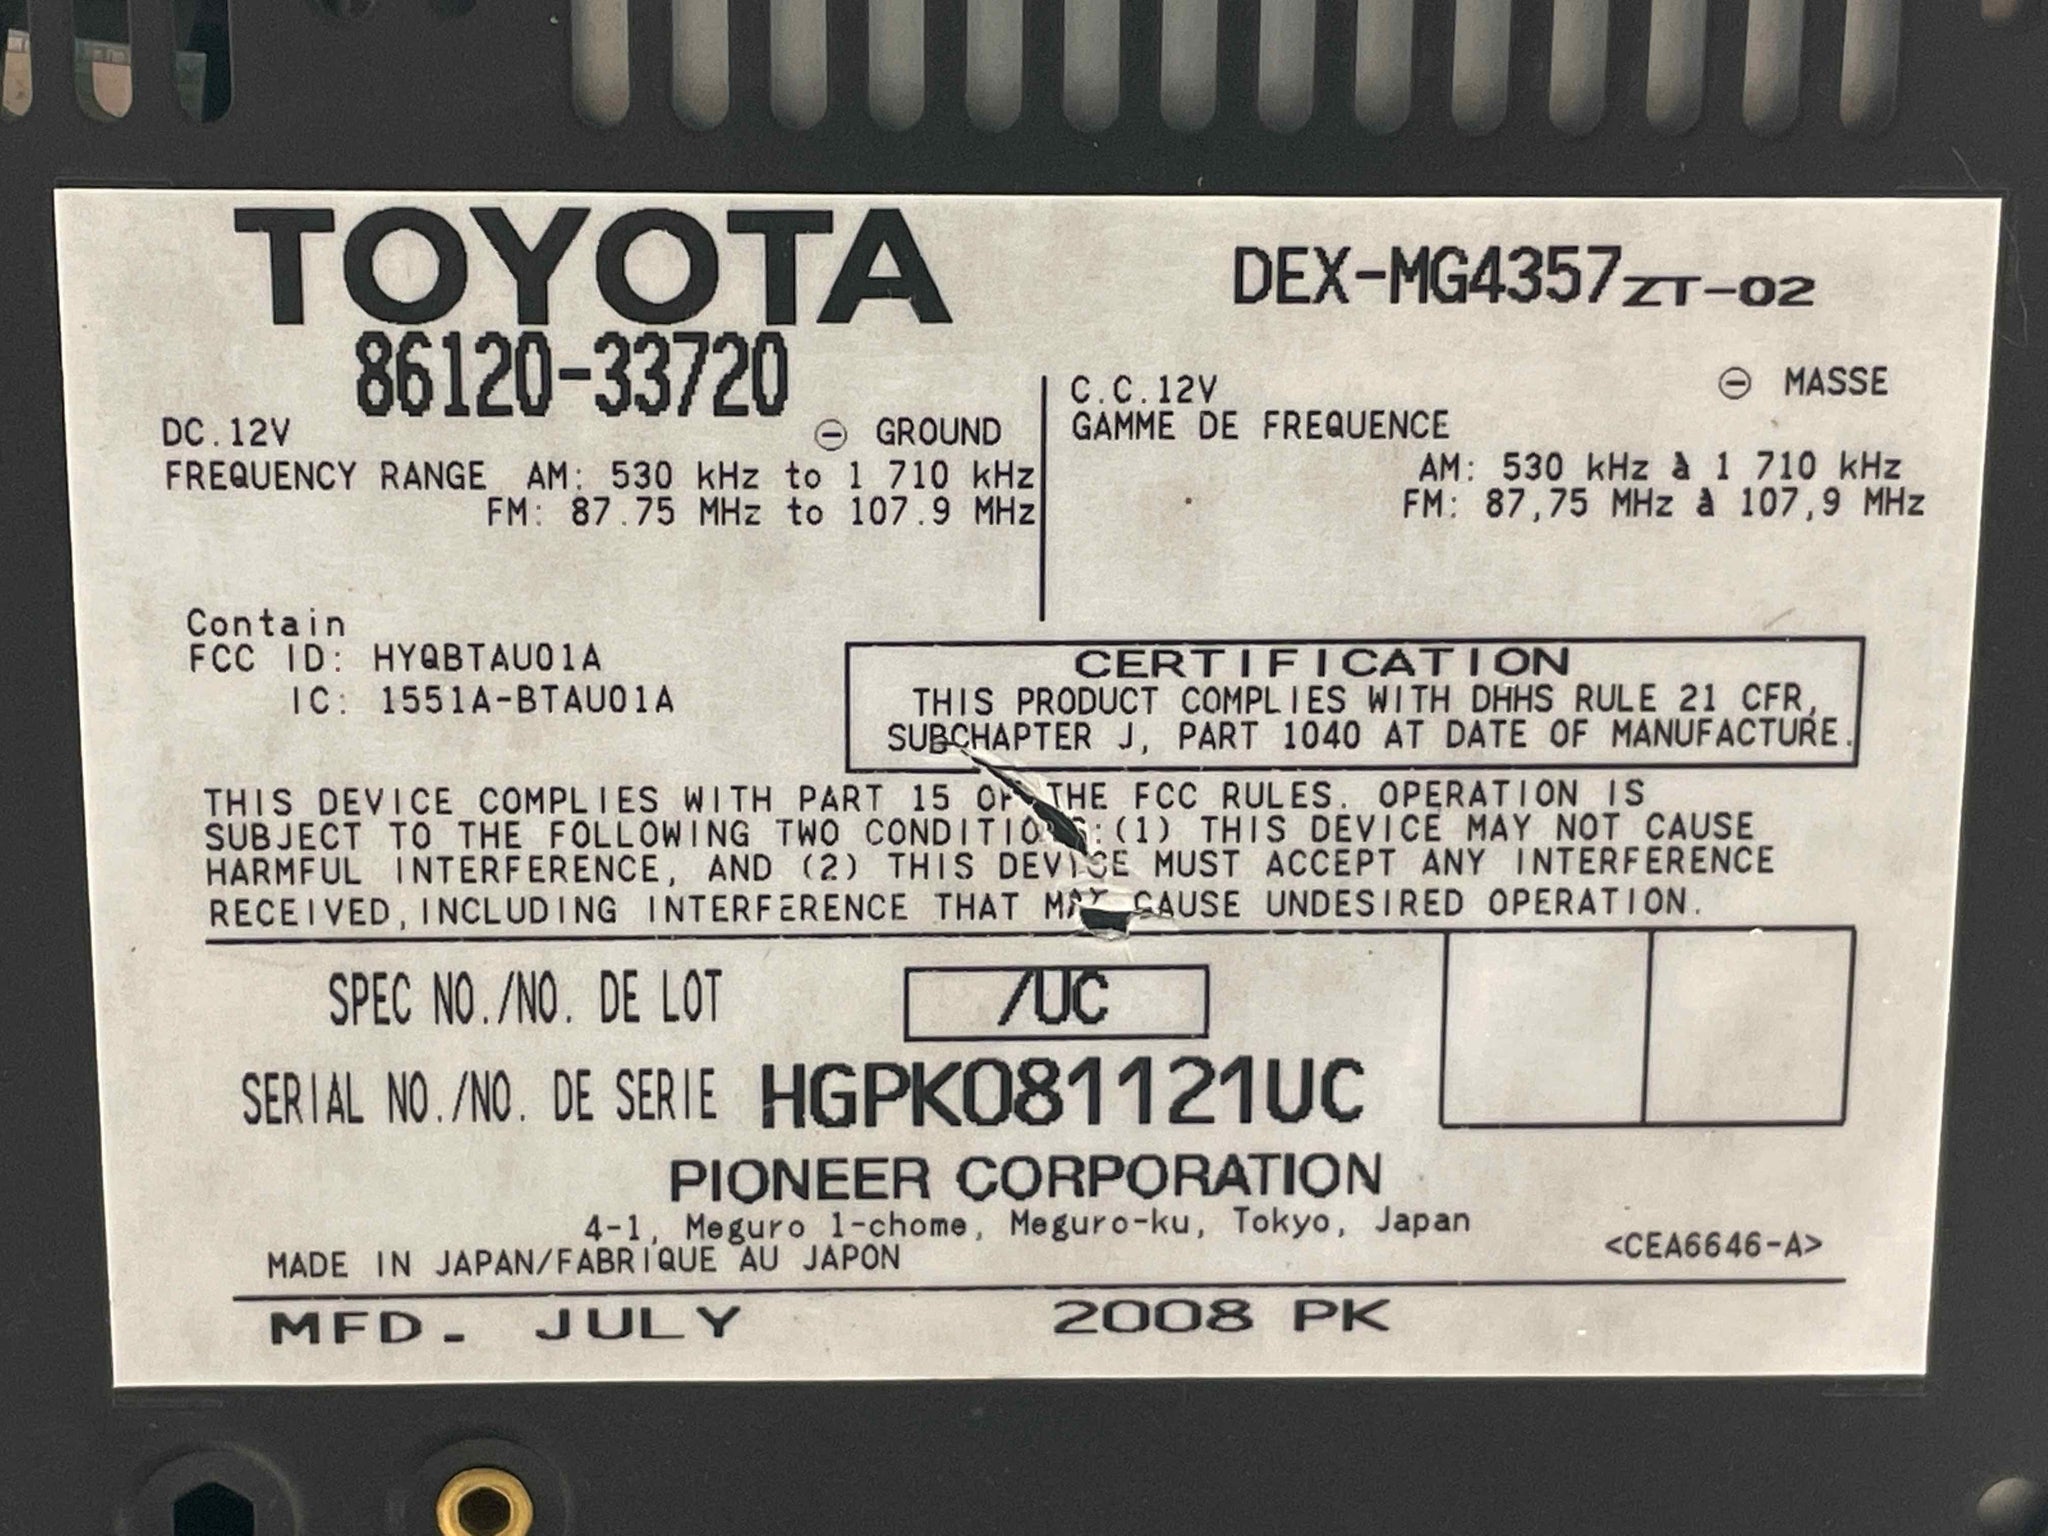 TOYOTA
86120-33720
DEX-MG4357 ZT-02
DC.12V ⊖ GROUND
FREQUENCY RANGE AM: 530 kHz to 1 710 kHz
FM: 87.75 MHz to 107.9 MHz
C.C.12V ⊖ MASSE
GAMME DE FREQUENCE
AM: 530 kHz à 1 710 kHz
FM: 87,75 MHz à 107,9 MHz
Contain
FCC ID: HYQBTAU01A
IC: 1551A-BTAU01A
CERTIFICATION
THIS PRODUCT COMPLIES WITH DHHS RULE 21 CFR,
SUBCHAPTER J, PART 1040 AT DATE OF MANUFACTURE.
THIS DEVICE COMPLIES WITH PART 15 OF THE FCC RULES. OPERATION IS
SUBJECT TO THE FOLLOWING TWO CONDITIONS:(1) THIS DEVICE MAY NOT CAUSE
HARMFUL INTERFERENCE, AND (2) THIS DEVICE MUST ACCEPT ANY INTERFERENCE
RECEIVED,INCLUDING INTERFERENCE THAT MAY CAUSE UNDESIRED OPERATION.
SPEC NO./NO. DE LOT /UC
SERIAL NO./NO. DE SERIE HGPK081121UC
PIONEER CORPORATION
4-1, Meguro 1-chome, Meguro-ku, Tokyo, Japan
MADE IN JAPAN/FABRIQUE AU JAPON <CEA6646-A>
MFD. JULY 2008 PK